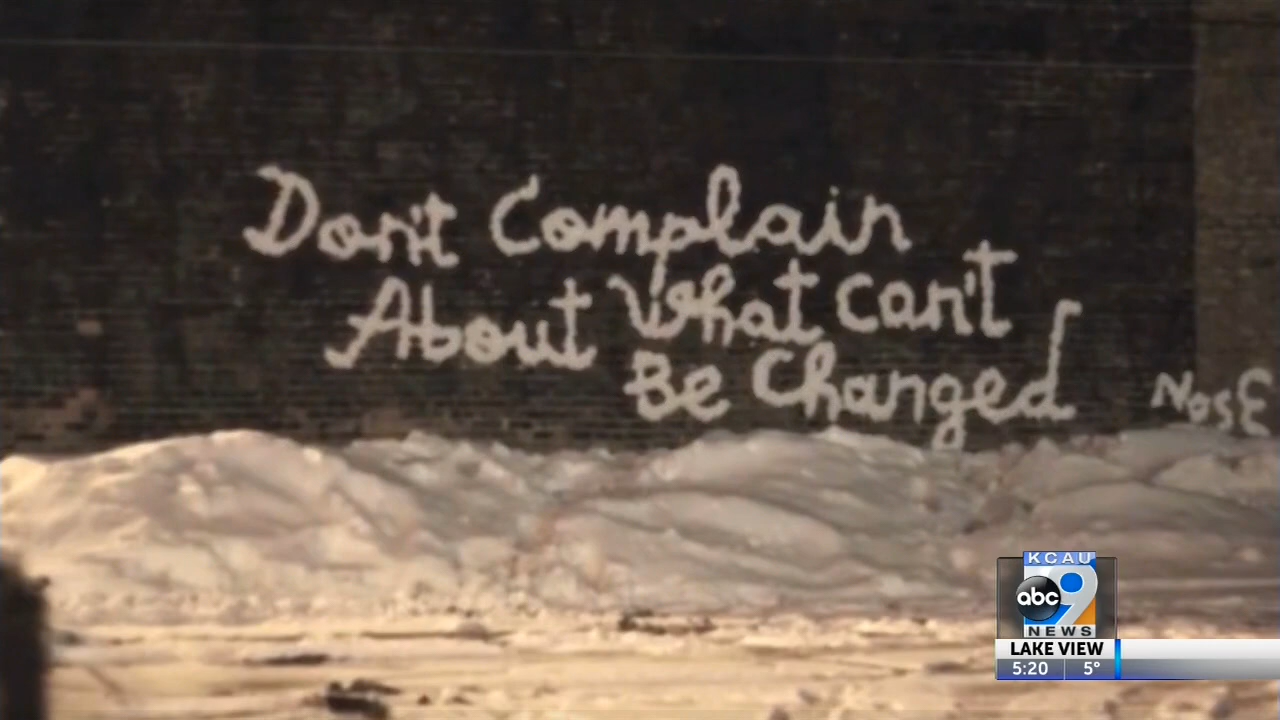 Don't Complain
About What Can't
Be Changed
NosE
KCAU
abc 9
NEWS
LAKE VIEW
5:20 5°